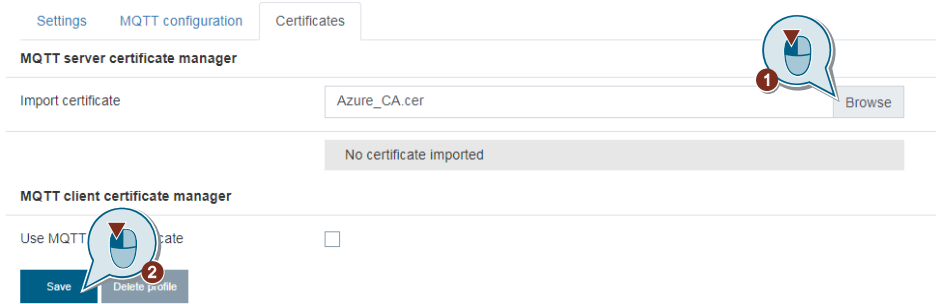 Settings MQTT configuration Certificates
MQTT server certificate manager
1
Import certificate Azure_CA.cer Browse
No certificate imported
MQTT client certificate manager
Use MQTT cate
2
Save Delete profile